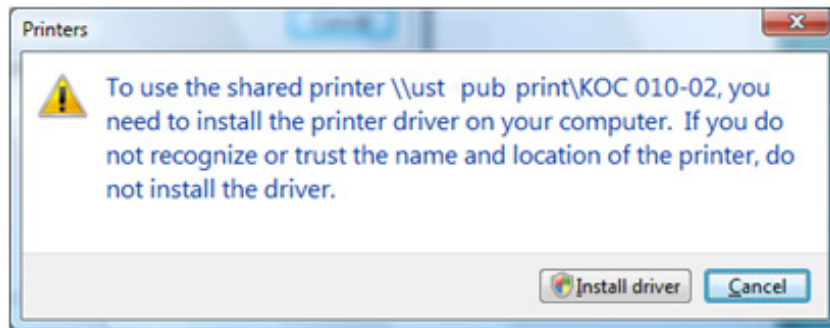 Printers
To use the shared printer \\ust pub print\KOC 010-02, you
need to install the printer driver on your computer. If you do
not recognize or trust the name and location of the printer, do
not install the driver.
Install driver Cancel